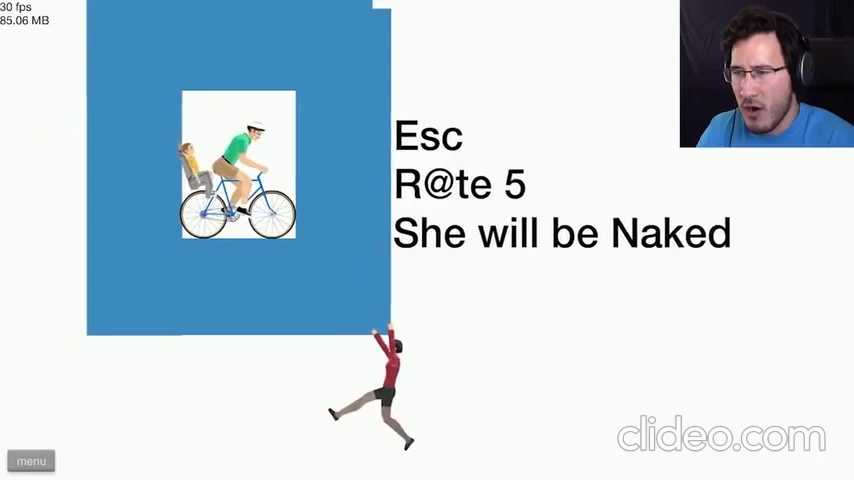 30 fps
85.06 MB
Esc
R@te 5
She will be Naked
clideo.com
menu